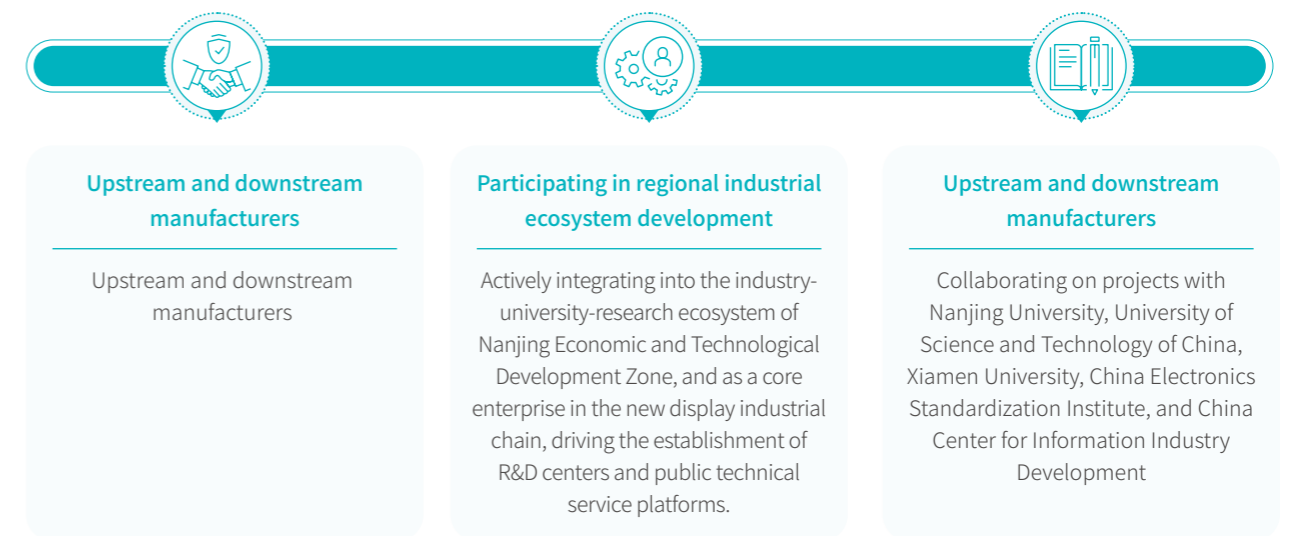 Upstream and downstream
manufacturers
Upstream and downstream
manufacturers
Participating in regional industrial
ecosystem development
Actively integrating into the industry-
university-research ecosystem of
Nanjing Economic and Technological
Development Zone, and as a core
enterprise in the new display industrial
chain, driving the establishment of
R&D centers and public technical
service platforms.
Upstream and downstream
manufacturers
Collaborating on projects with
Nanjing University, University of
Science and Technology of China,
Xiamen University, China Electronics
Standardization Institute, and China
Center for Information Industry
Development